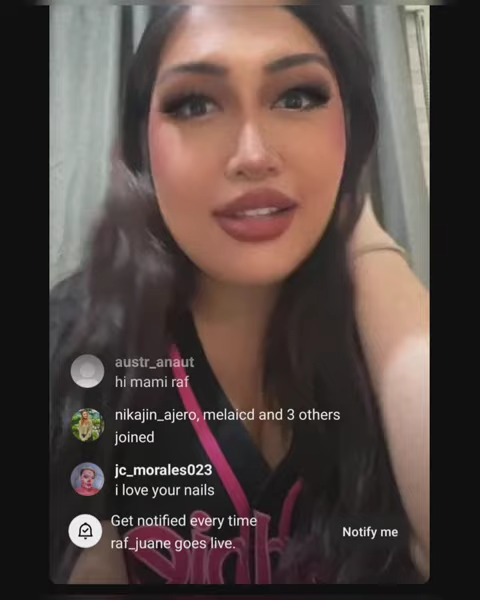 austr_anaut
hi mami raf
nikajin_ajero, melaicd and 3 others
joined
jc_morales023
i love your nails
Get notified every time
raf_juane goes live.
Notify me